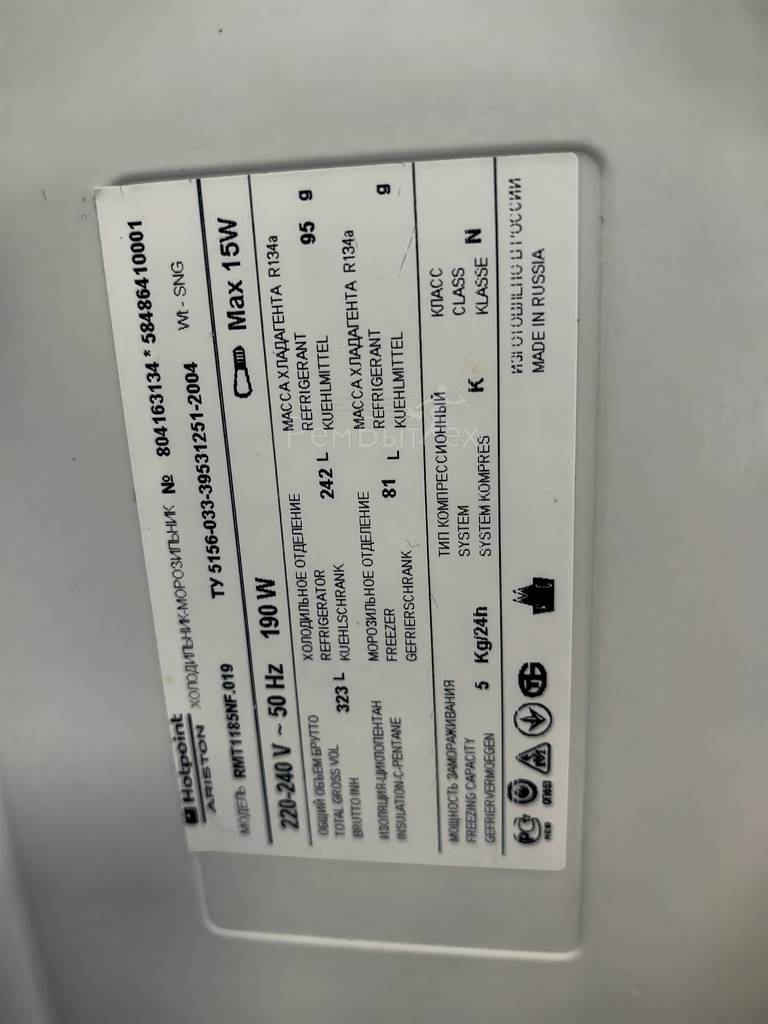 Hotpoint
ARISTON
ХОЛОДИЛЬНИК-МОРОЗИЛЬНИК № 804163134 * 58486410001
МОДЕЛЬ RMT1185NF.019 ТУ 5156-033-39531251-2004 Wt - SNG
220-240 V ~ 50 Hz 190 W Max 15W
ОБЩИЙ ОБЪЕМ БРУТТО
TOTAL GROSS VOL 323 L
BRUTTO INH
ХОЛОДИЛЬНОЕ ОТДЕЛЕНИЕ
REFRIGERATOR 242 L
KUEHLSCHRANK
МАССА ХЛАДАГЕНТА R134a
REFRIGERANT 95 g
KUEHLMITTEL
ИЗОЛЯЦИЯ-ЦИКЛОПЕНТАН
INSULATION-C-PENTANE
МОРОЗИЛЬНОЕ ОТДЕЛЕНИЕ
FREEZER 81 L
GEFRIERSCHRANK
МАССА ХЛАДАГЕНТА R134a
REFRIGERANT g
KUEHLMITTEL
МОЩНОСТЬ ЗАМОРАЖИВАНИЯ
FREEZING CAPACITY
GEFRIERVERMOEGEN 5 Kg/24h
ТИП КОМПРЕССИОННЫЙ
SYSTEM
SYSTEM KOMPRES K
КЛАСС
CLASS
KLASSE N
ИЗГОТОВЛЕНО В РОССИИ
MADE IN RUSSIA
РемБытТех